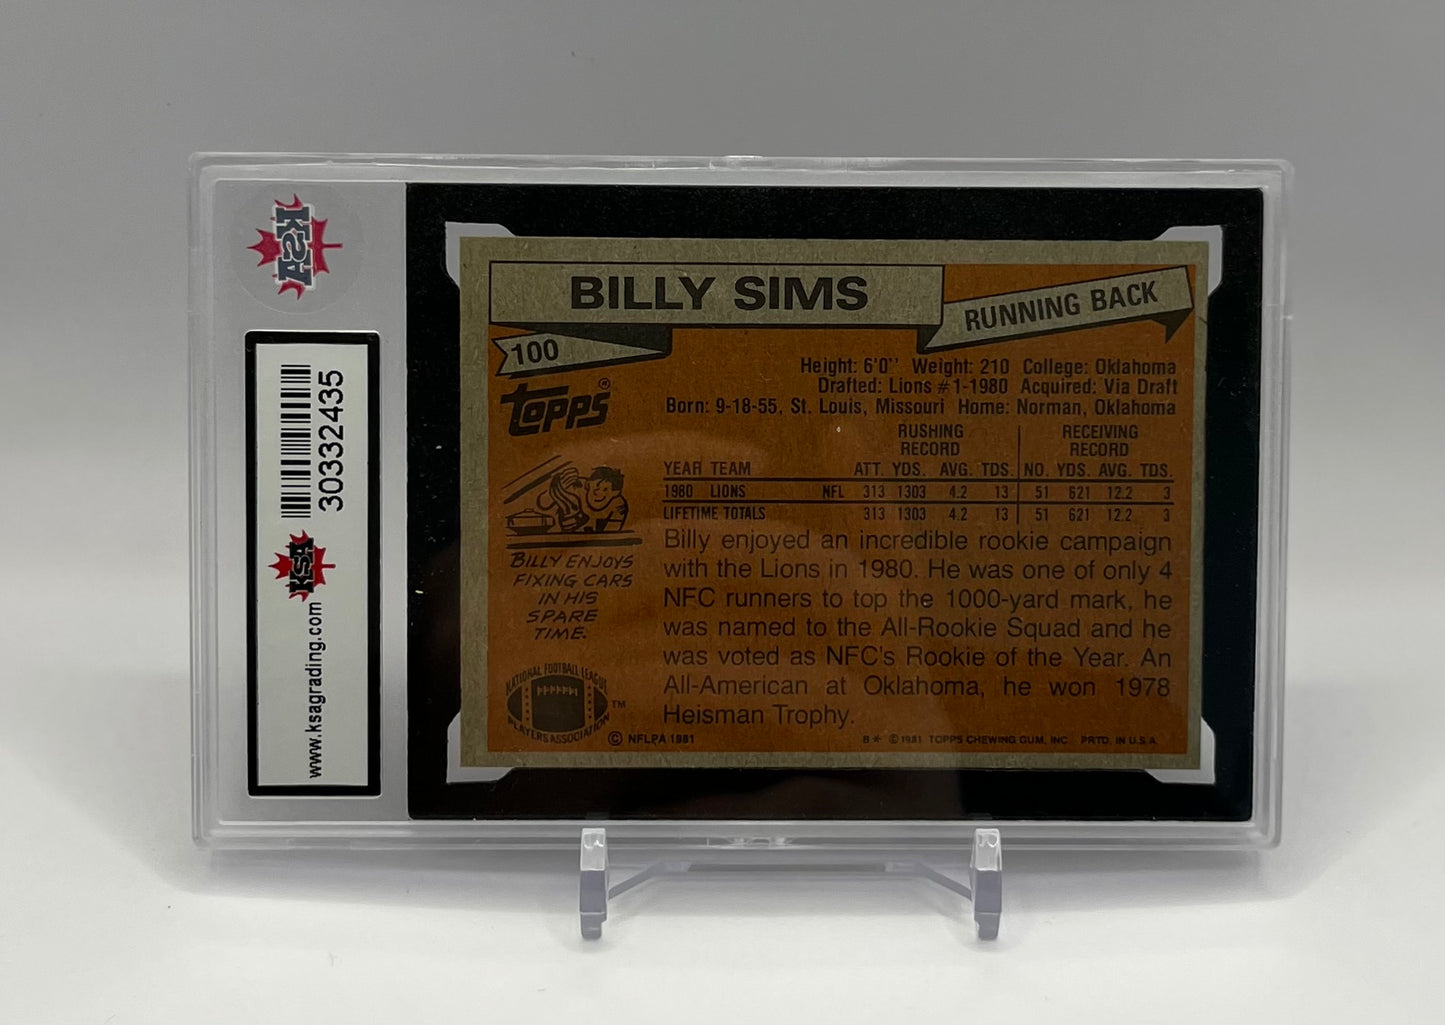 KSA
30332435
KSA
www.ksagrading.com
BILLY SIMS
RUNNING BACK
100
TOPPS®
Height: 6'0" Weight: 210 College: Oklahoma
Drafted: Lions #1-1980 Acquired: Via Draft
Born: 9-18-55, St. Louis, Missouri Home: Norman, Oklahoma
RUSHING RECORD
RECEIVING RECORD
YEAR TEAM ATT. YDS. AVG. TDS. NO. YDS. AVG. TDS.
1980 LIONS NFL 313 1303 4.2 13 51 621 12.2 3
LIFETIME TOTALS 313 1303 4.2 13 51 621 12.2 3
BILLY ENJOYS
FIXING CARS
IN HIS
SPARE
TIME.
Billy enjoyed an incredible rookie campaign
with the Lions in 1980. He was one of only 4
NFC runners to top the 1000-yard mark, he
was named to the All-Rookie Squad and he
was voted as NFC's Rookie of the Year. An
All-American at Oklahoma, he won 1978
Heisman Trophy.
NATIONAL FOOTBALL LEAGUE
PLAYERS ASSOCIATION
TM
© NFLPA 1981
B* © 1981 TOPPS CHEWING GUM, INC. PRTD. IN U.S.A.